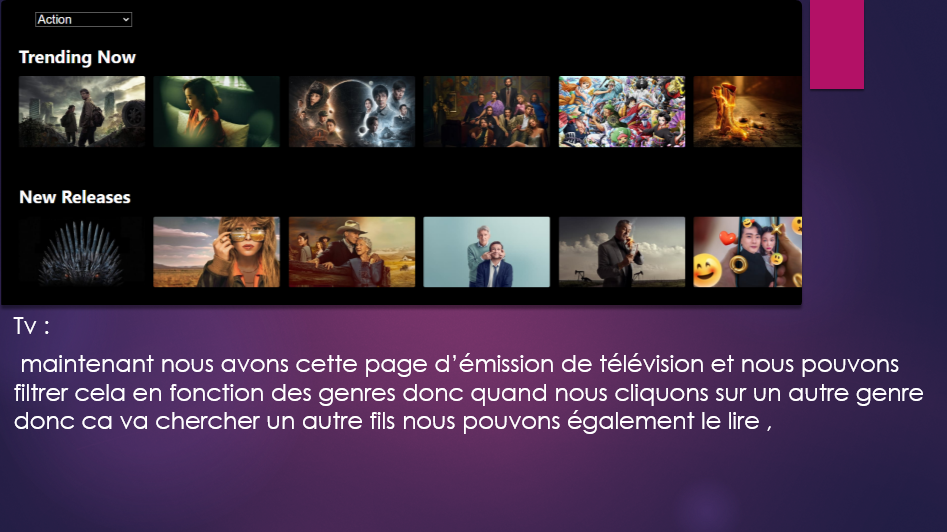 Action
Trending Now
New Releases
Tv :
maintenant nous avons cette page d’émission de télévision et nous pouvons
filtrer cela en fonction des genres donc quand nous cliquons sur un autre genre
donc ca va chercher un autre fils nous pouvons également le lire ,